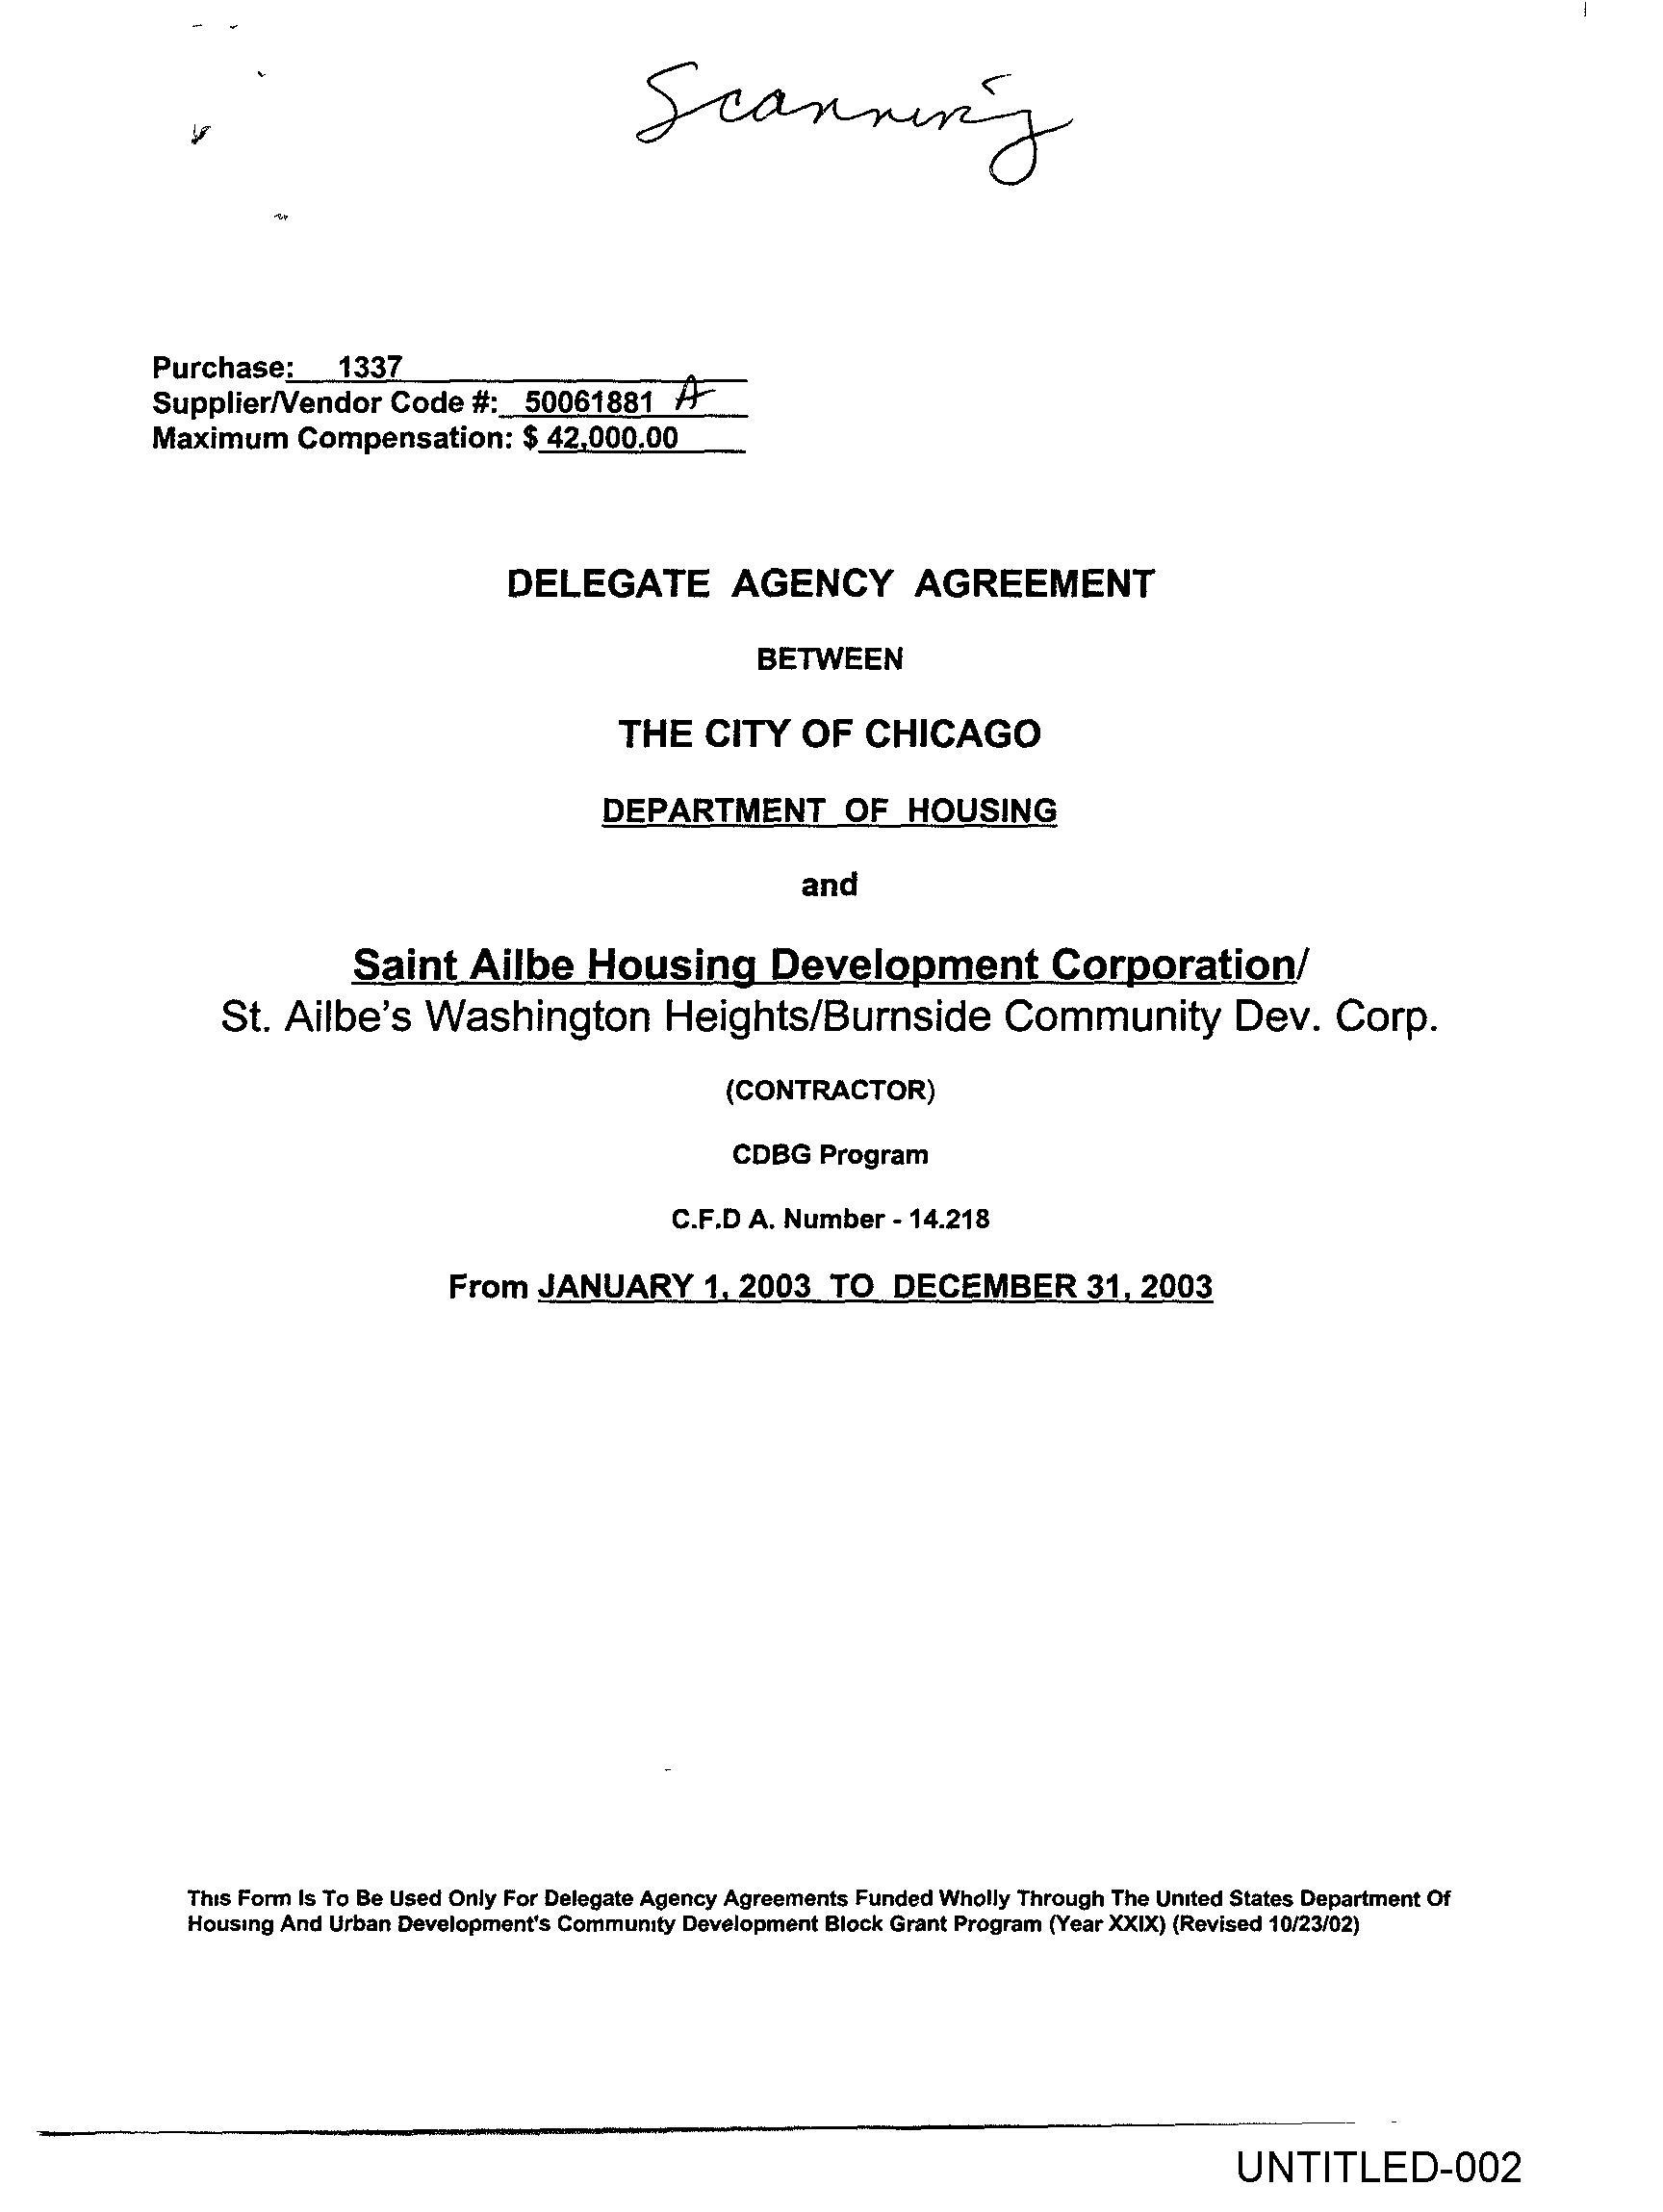 Scanning
Purchase: 1337
Supplier/Vendor Code #: 50061881 A
Maximum Compensation: $ 42,000.00
DELEGATE AGENCY AGREEMENT
BETWEEN
THE CITY OF CHICAGO
DEPARTMENT OF HOUSING
and
Saint Ailbe Housing Development Corporation/
St. Ailbe's Washington Heights/Burnside Community Dev. Corp.
(CONTRACTOR)
CDBG Program
C.F.D A. Number - 14.218
From JANUARY 1, 2003 TO DECEMBER 31, 2003
This Form Is To Be Used Only For Delegate Agency Agreements Funded Wholly Through The United States Department Of
Housing And Urban Development's Community Development Block Grant Program (Year XXIX) (Revised 10/23/02)
UNTITLED-002